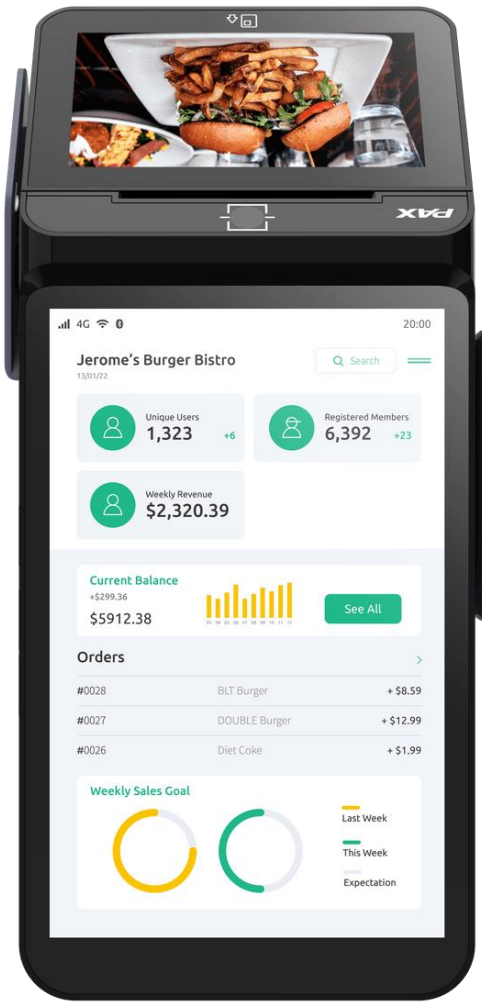 PAX
4G
20:00
Jerome's Burger Bistro
Search
13/01/22
Unique Users
1,323 +6
Registered Members
6,392 +23
Weekly Revenue
$2,320.39
Current Balance
+$299.36
$5912.38
See All
Orders
#0028 BLT Burger + $8.59
#0027 DOUBLE Burger + $12.99
#0026 Diet Coke + $1.99
Weekly Sales Goal
Last Week
This Week
Expectation